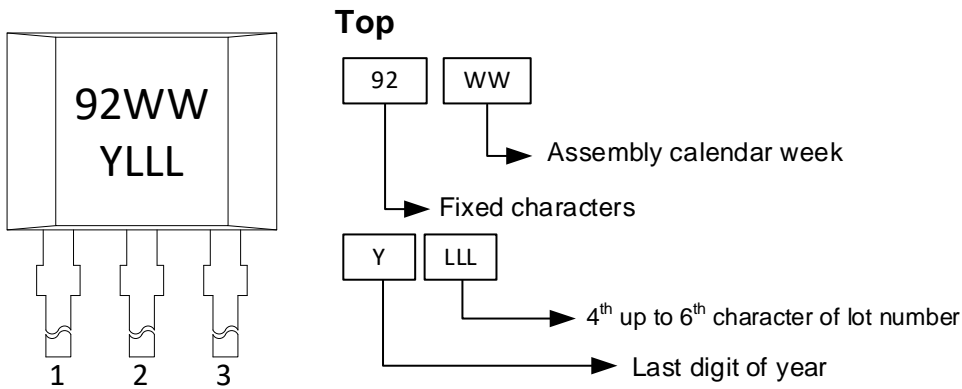 92WW
YLLL
1 2 3
Top
92 WW
Assembly calendar week
Fixed characters
Y LLL
4th up to 6th character of lot number
Last digit of year